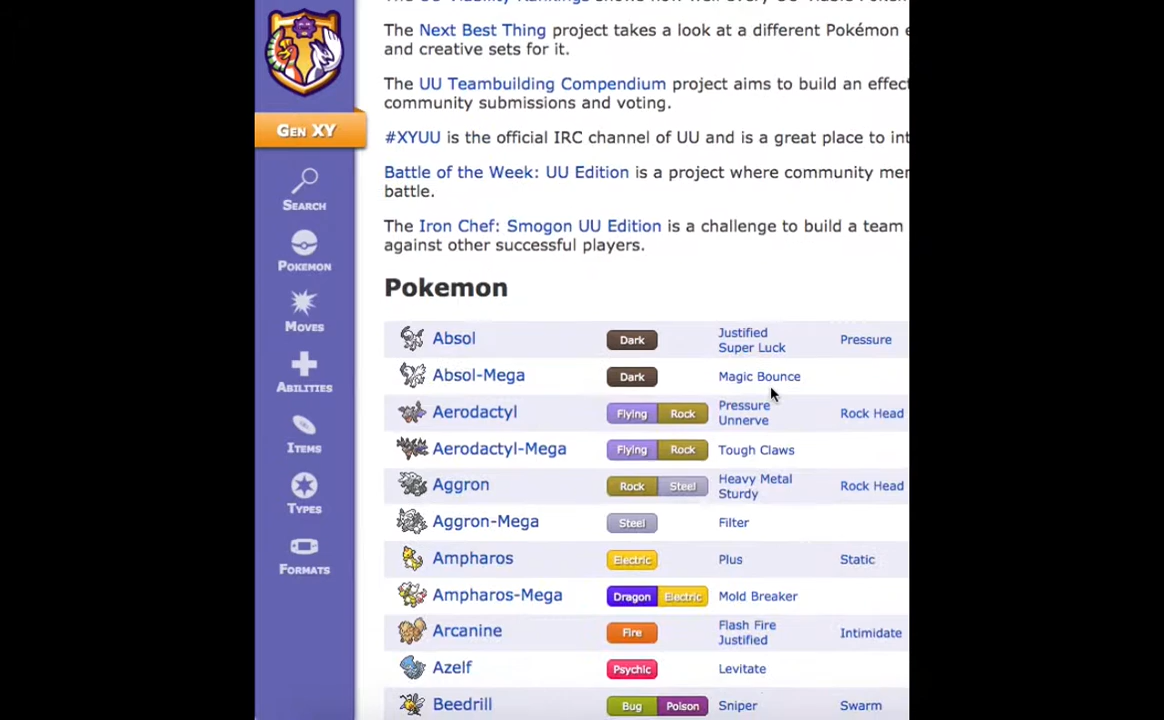 The Next Best Thing project takes a look at a different Pokémon e
and creative sets for it.
The UU Teambuilding Compendium project aims to build an effec
community submissions and voting.
#XYUU is the official IRC channel of UU and is a great place to int
Battle of the Week: UU Edition is a project where community mem
battle.
The Iron Chef: Smogon UU Edition is a challenge to build a team
against other successful players.
GEN XY
SEARCH
POKEMON
MOVES
ABILITIES
ITEMS
TYPES
FORMATS
Pokemon
Absol Dark Justified Super Luck Pressure
Absol-Mega Dark Magic Bounce
Aerodactyl Flying Rock Pressure Unnerve Rock Head
Aerodactyl-Mega Flying Rock Tough Claws
Aggron Rock Steel Heavy Metal Sturdy Rock Head
Aggron-Mega Steel Filter
Ampharos Electric Plus Static
Ampharos-Mega Dragon Electric Mold Breaker
Arcanine Fire Flash Fire Justified Intimidate
Azelf Psychic Levitate
Beedrill Bug Poison Sniper Swarm